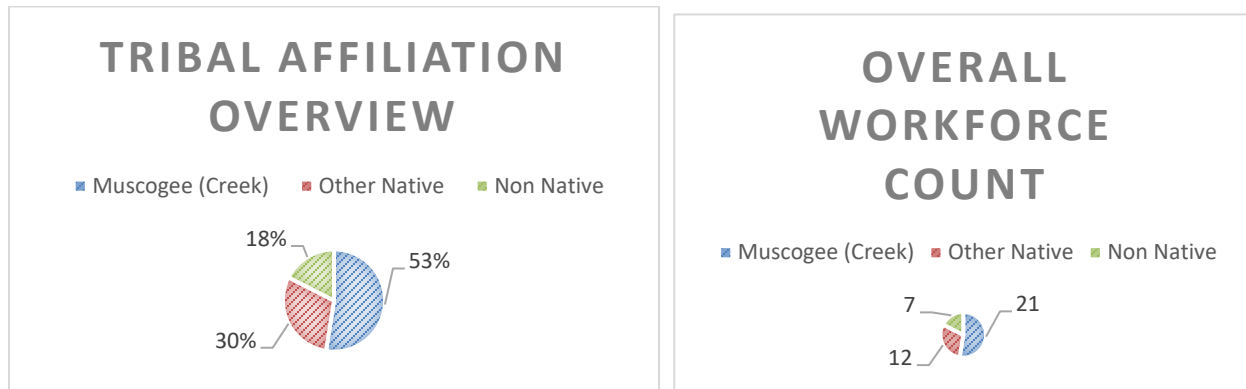 TRIBAL AFFILIATION
OVERVIEW
Muscogee (Creek) Other Native Non Native
18%
53%
30%
OVERALL
WORKFORCE
COUNT
Muscogee (Creek) Other Native Non Native
7
21
12